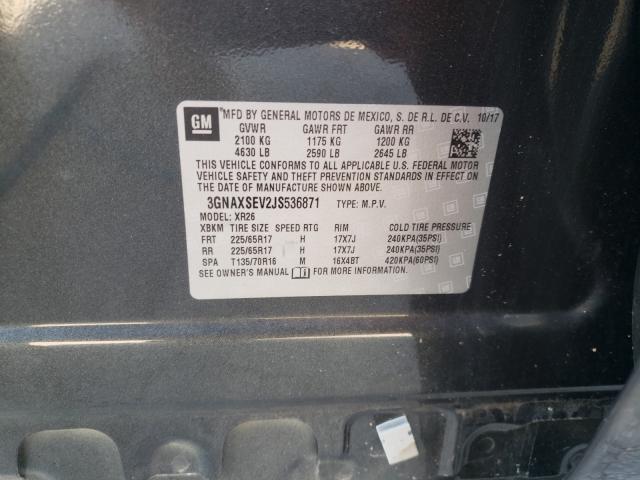 GM
*MFD BY GENERAL MOTORS DE MEXICO, S. DE R.L. DE C.V. 10/17
GVWR GAWR FRT GAWR RR
2100 KG 1175 KG 1200 KG
4630 LB 2590 LB 2645 LB
THIS VEHICLE CONFORMS TO ALL APPLICABLE U.S. FEDERAL MOTOR
VEHICLE SAFETY AND THEFT PREVENTION STANDARDS IN EFFECT ON
THE DATE OF MANUFACTURE SHOWN ABOVE.*
3GNAXSEV2JS536871 TYPE: M.P.V.
MODEL: XR26
XBKM TIRE SIZE SPEED RTG RIM COLD TIRE PRESSURE
FRT 225/65R17 H 17X7J 240KPA(35PSI)
RR 225/65R17 H 17X7J 240KPA(35PSI)
SPA T135/70R16 M 16X4BT 420KPA(60PSI)
SEE OWNER'S MANUAL FOR MORE INFORMATION.